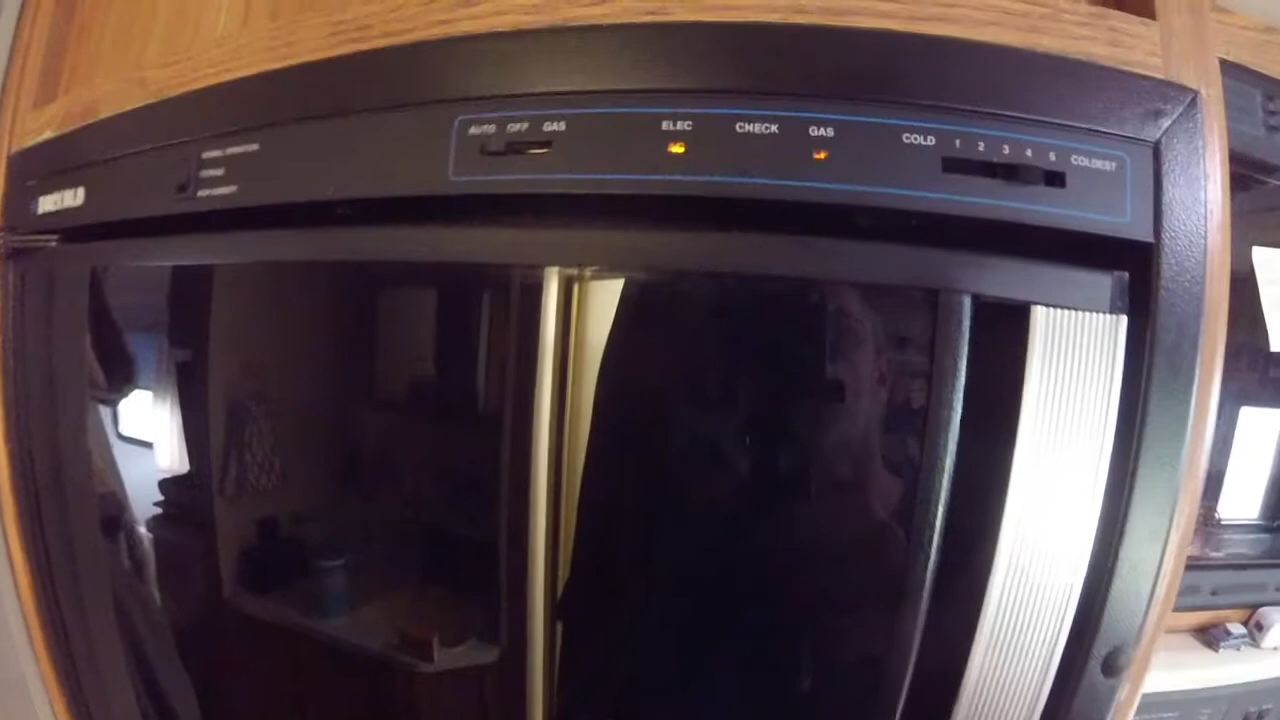 AUTO OFF GAS
ELEC
CHECK
GAS
COLD 1 2 3 4 5 COLDEST